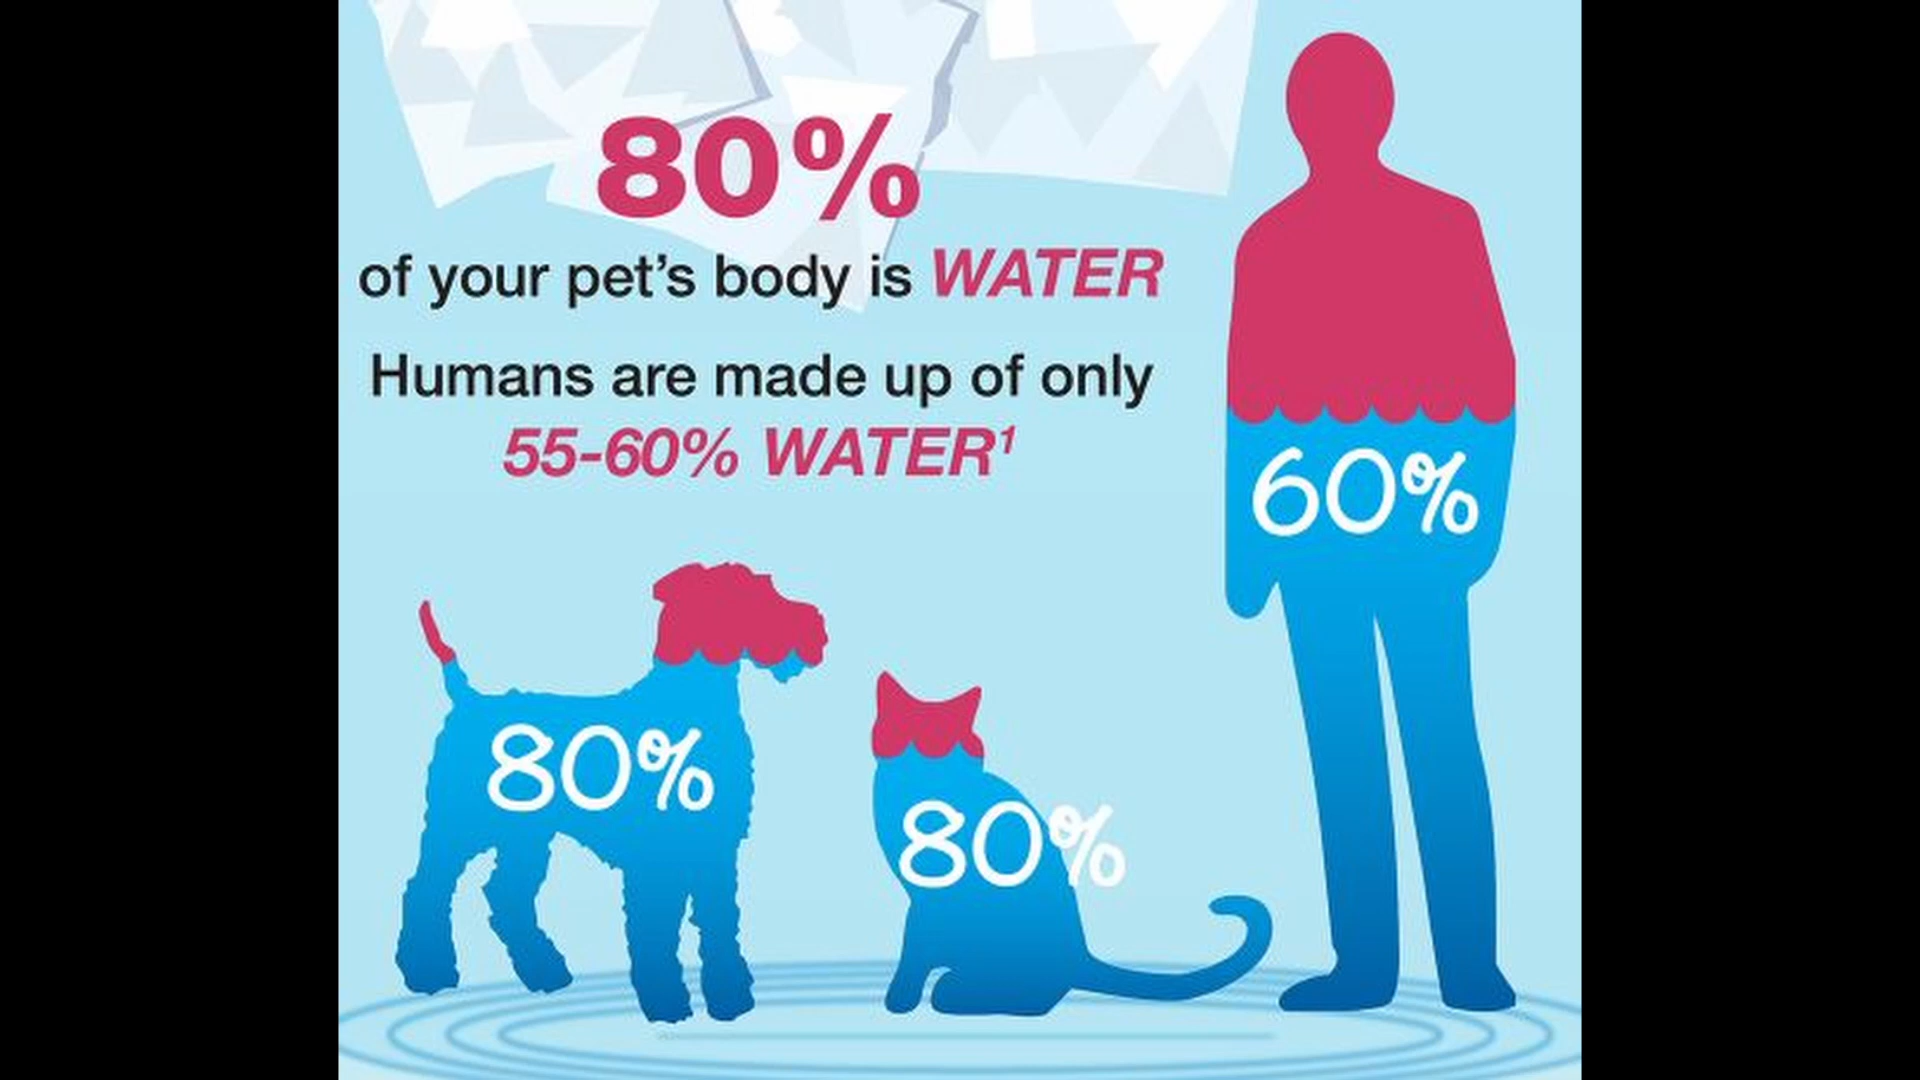 80%
of your pet's body is WATER
Humans are made up of only
55-60% WATER¹
60%
80%
80%